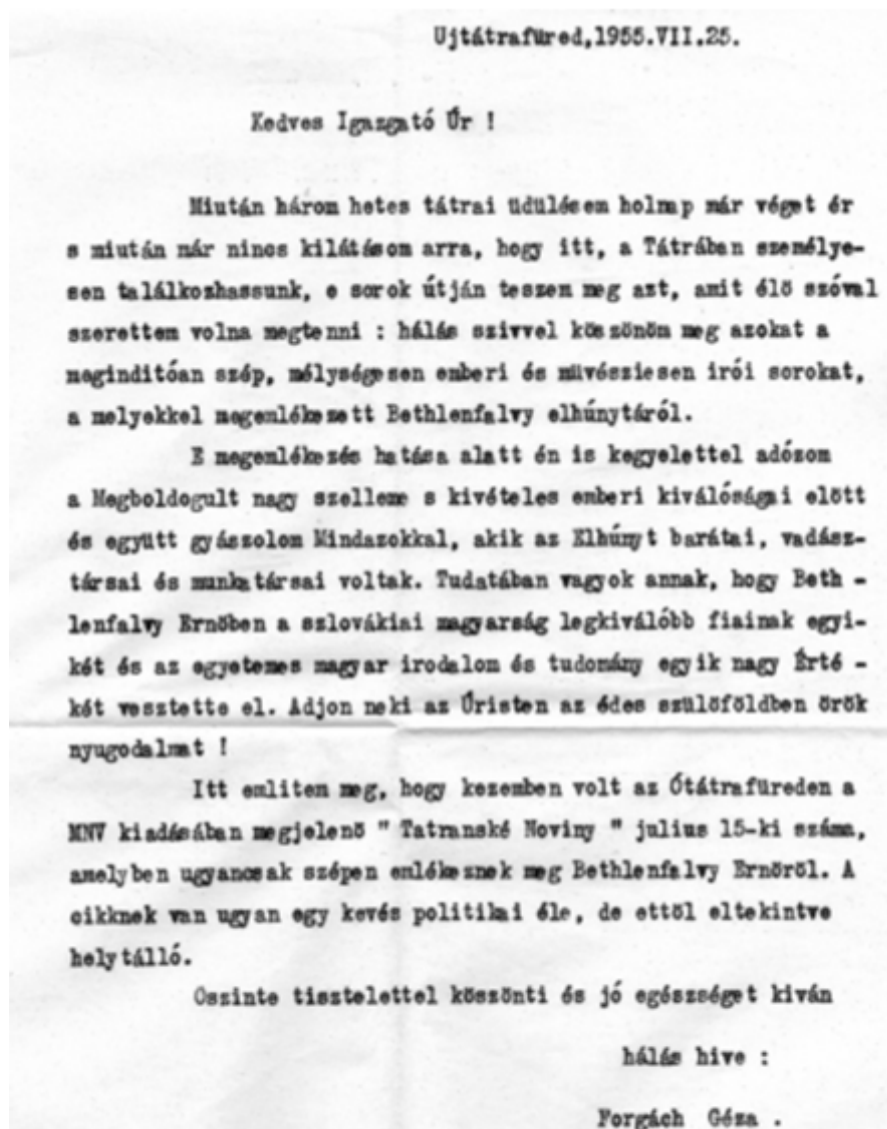 Ujtátrafüred,1955.VII.25.
Kedves Igazgató Úr !
Miután három hetes tátrai üdülésem holnap már véget ér
s miután már nincs kilátásom arra, hogy itt, a Tátrában személye-
sen találkozhassunk, e sorok útján teszem meg azt, amit élö szóval
szerettem volna megtenni : hálás szivvel köszönöm meg azokat a
meginditóan szép, mélységesen emberi és müvésziesen irói sorokat,
a melyekkel megemlékezett Bethlenfalvy elhúnytáról.
E megemlékezés hatása alatt én is kegyelettel adózom
a Megboldogult nagy szelleme s kivételes emberi kiválóságai elött
és együtt gyászolom Mindazokkal, akik az Elhúnyt barátai, vadász-
társai és munkatársai voltak. Tudatában vagyok annak, hogy Beth -
lenfalvy Ernöben a szlovákiai magyarság legkiválóbb fiainak egyi-
két és az egyetemes magyar irodalom és tudomány egyik nagy Érté -
két vesztette el. Adjon neki az Úristen az édes szülöföldben örök
nyugodalmat !
Itt emlitem meg, hogy kezemben volt az Ótátrafüreden a
MNV kiadásában megjelenö " Tatranské Noviny " julius 15-ki száma,
amelyben ugyancsak szépen emlékeznek meg Bethlenfalvy Ernöröl. A
cikknek van ugyan egy kevés politikai éle, de ettöl eltekintve
helytálló.
Oszinte tisztelettel köszönti és jó egészséget kiván
hálás hive :
Forgách Géza .